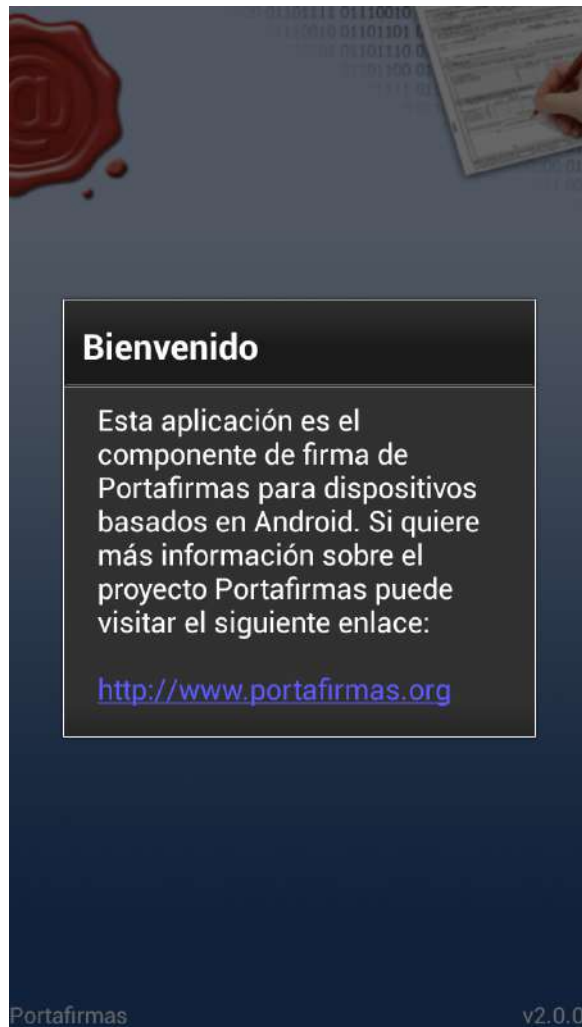 Bienvenido
Esta aplicación es el
componente de firma de
Portafirmas para dispositivos
basados en Android. Si quiere
más información sobre el
proyecto Portafirmas puede
visitar el siguiente enlace:
http://www.portafirmas.org
Portafirmas v2.0.0